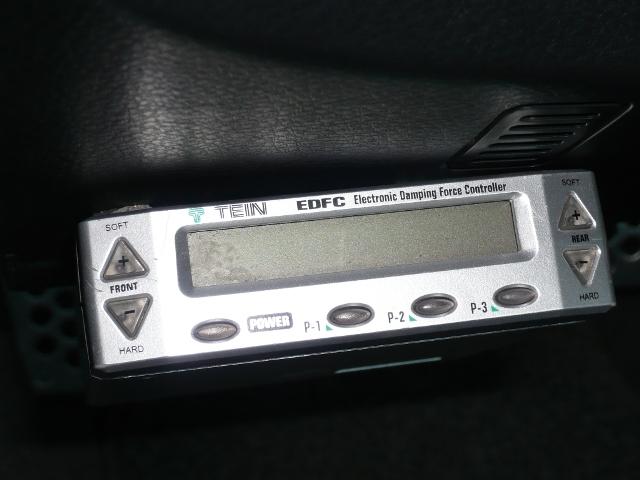 TEIN EDFC Electronic Damping Force Controller
SOFT
+
FRONT
-
HARD
POWER
P-1
P-2
P-3
SOFT
+
REAR
-
HARD